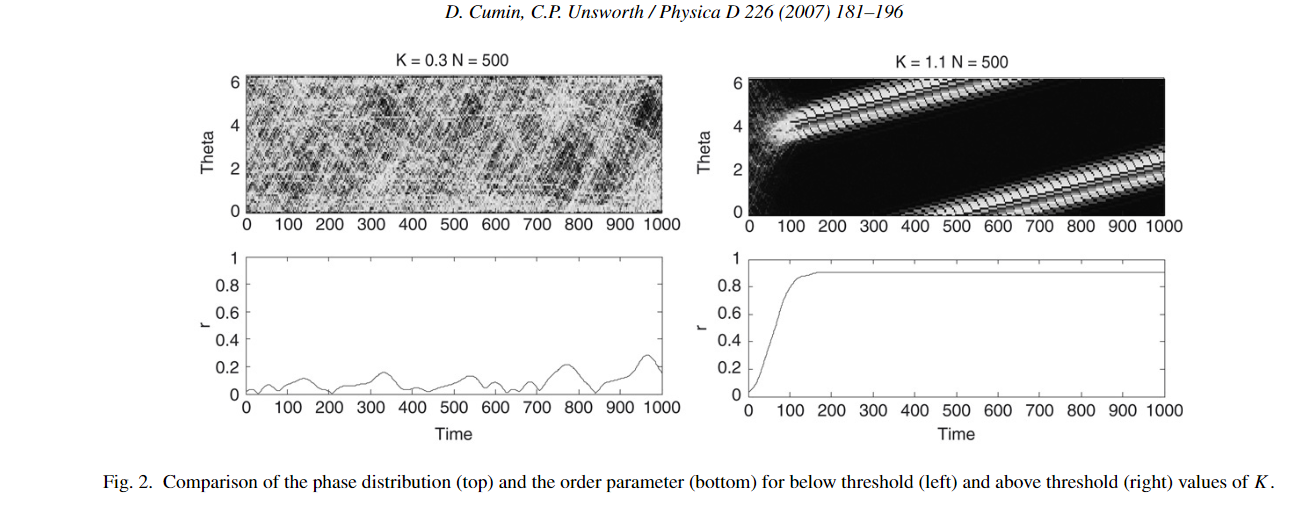 D. Cumin, C.P. Unsworth / Physica D 226 (2007) 181–196
K = 0.3 N = 500
6
4
2
0
Theta
0 100 200 300 400 500 600 700 800 900 1000
1
0.8
0.6
0.4
0.2
0
r
0 100 200 300 400 500 600 700 800 900 1000
Time
K = 1.1 N = 500
6
4
2
0
Theta
0 100 200 300 400 500 600 700 800 900 1000
1
0.8
0.6
0.4
0.2
0
r
0 100 200 300 400 500 600 700 800 900 1000
Time
Fig. 2. Comparison of the phase distribution (top) and the order parameter (bottom) for below threshold (left) and above threshold (right) values of K.